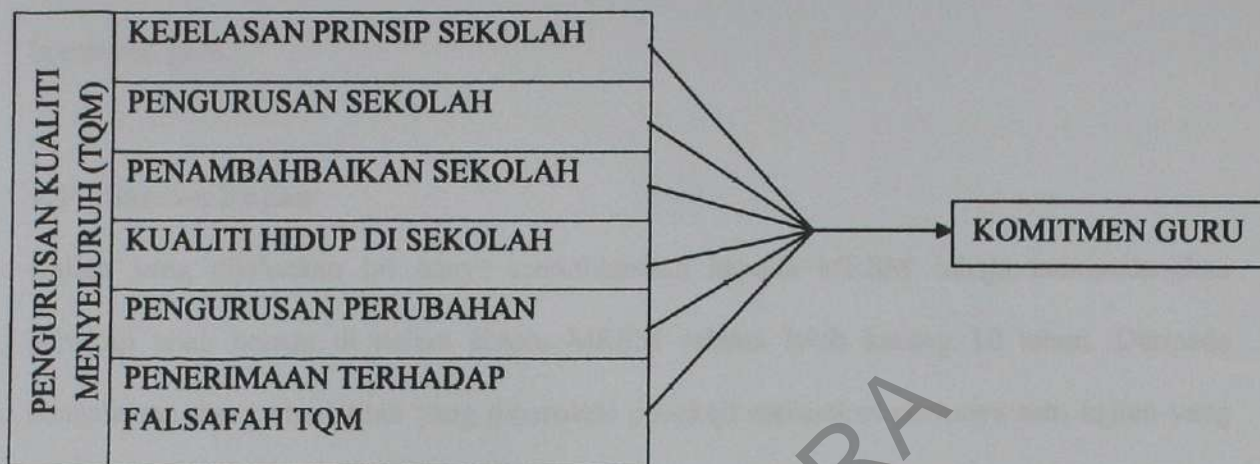 PENGURUSAN KUALITI
MENYELURUH (TQM)
KEJELASAN PRINSIP SEKOLAH
PENGURUSAN SEKOLAH
PENAMBAHBAIKAN SEKOLAH
KUALITI HIDUP DI SEKOLAH
PENGURUSAN PERUBAHAN
PENERIMAAN TERHADAP
FALSAFAH TQM
KOMITMEN GURU